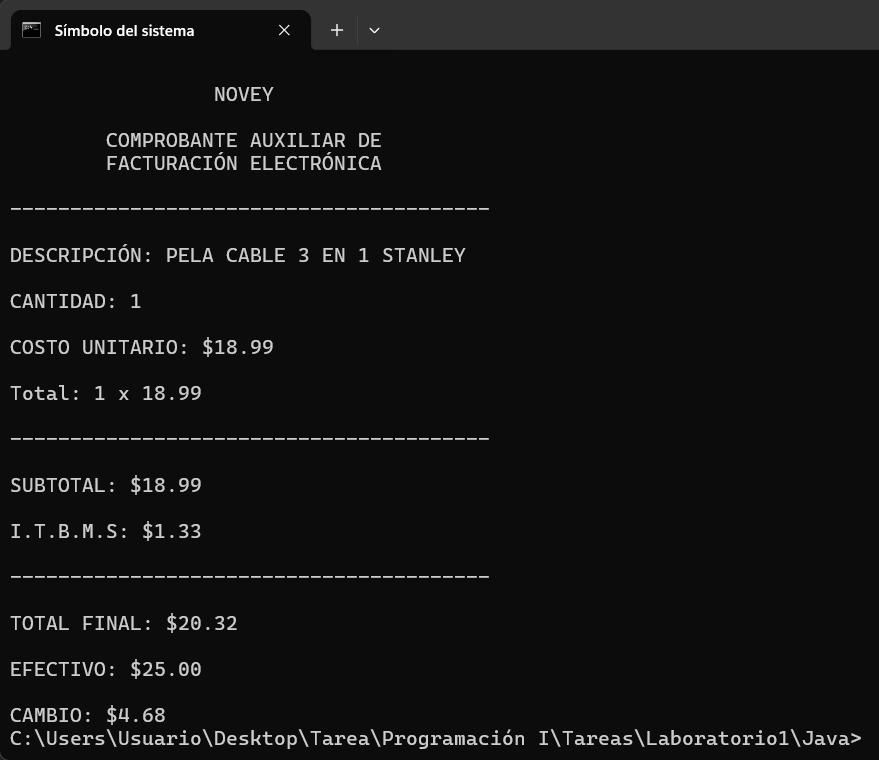 Símbolo del sistema
NOVEY
COMPROBANTE AUXILIAR DE
FACTURACIÓN ELECTRÓNICA
----------------------------------------
DESCRIPCIÓN: PELA CABLE 3 EN 1 STANLEY
CANTIDAD: 1
COSTO UNITARIO: $18.99
Total: 1 x 18.99
----------------------------------------
SUBTOTAL: $18.99
I.T.B.M.S: $1.33
----------------------------------------
TOTAL FINAL: $20.32
EFECTIVO: $25.00
CAMBIO: $4.68
C:\Users\Usuario\Desktop\Tarea\Programación I\Tareas\Laboratorio1\Java>